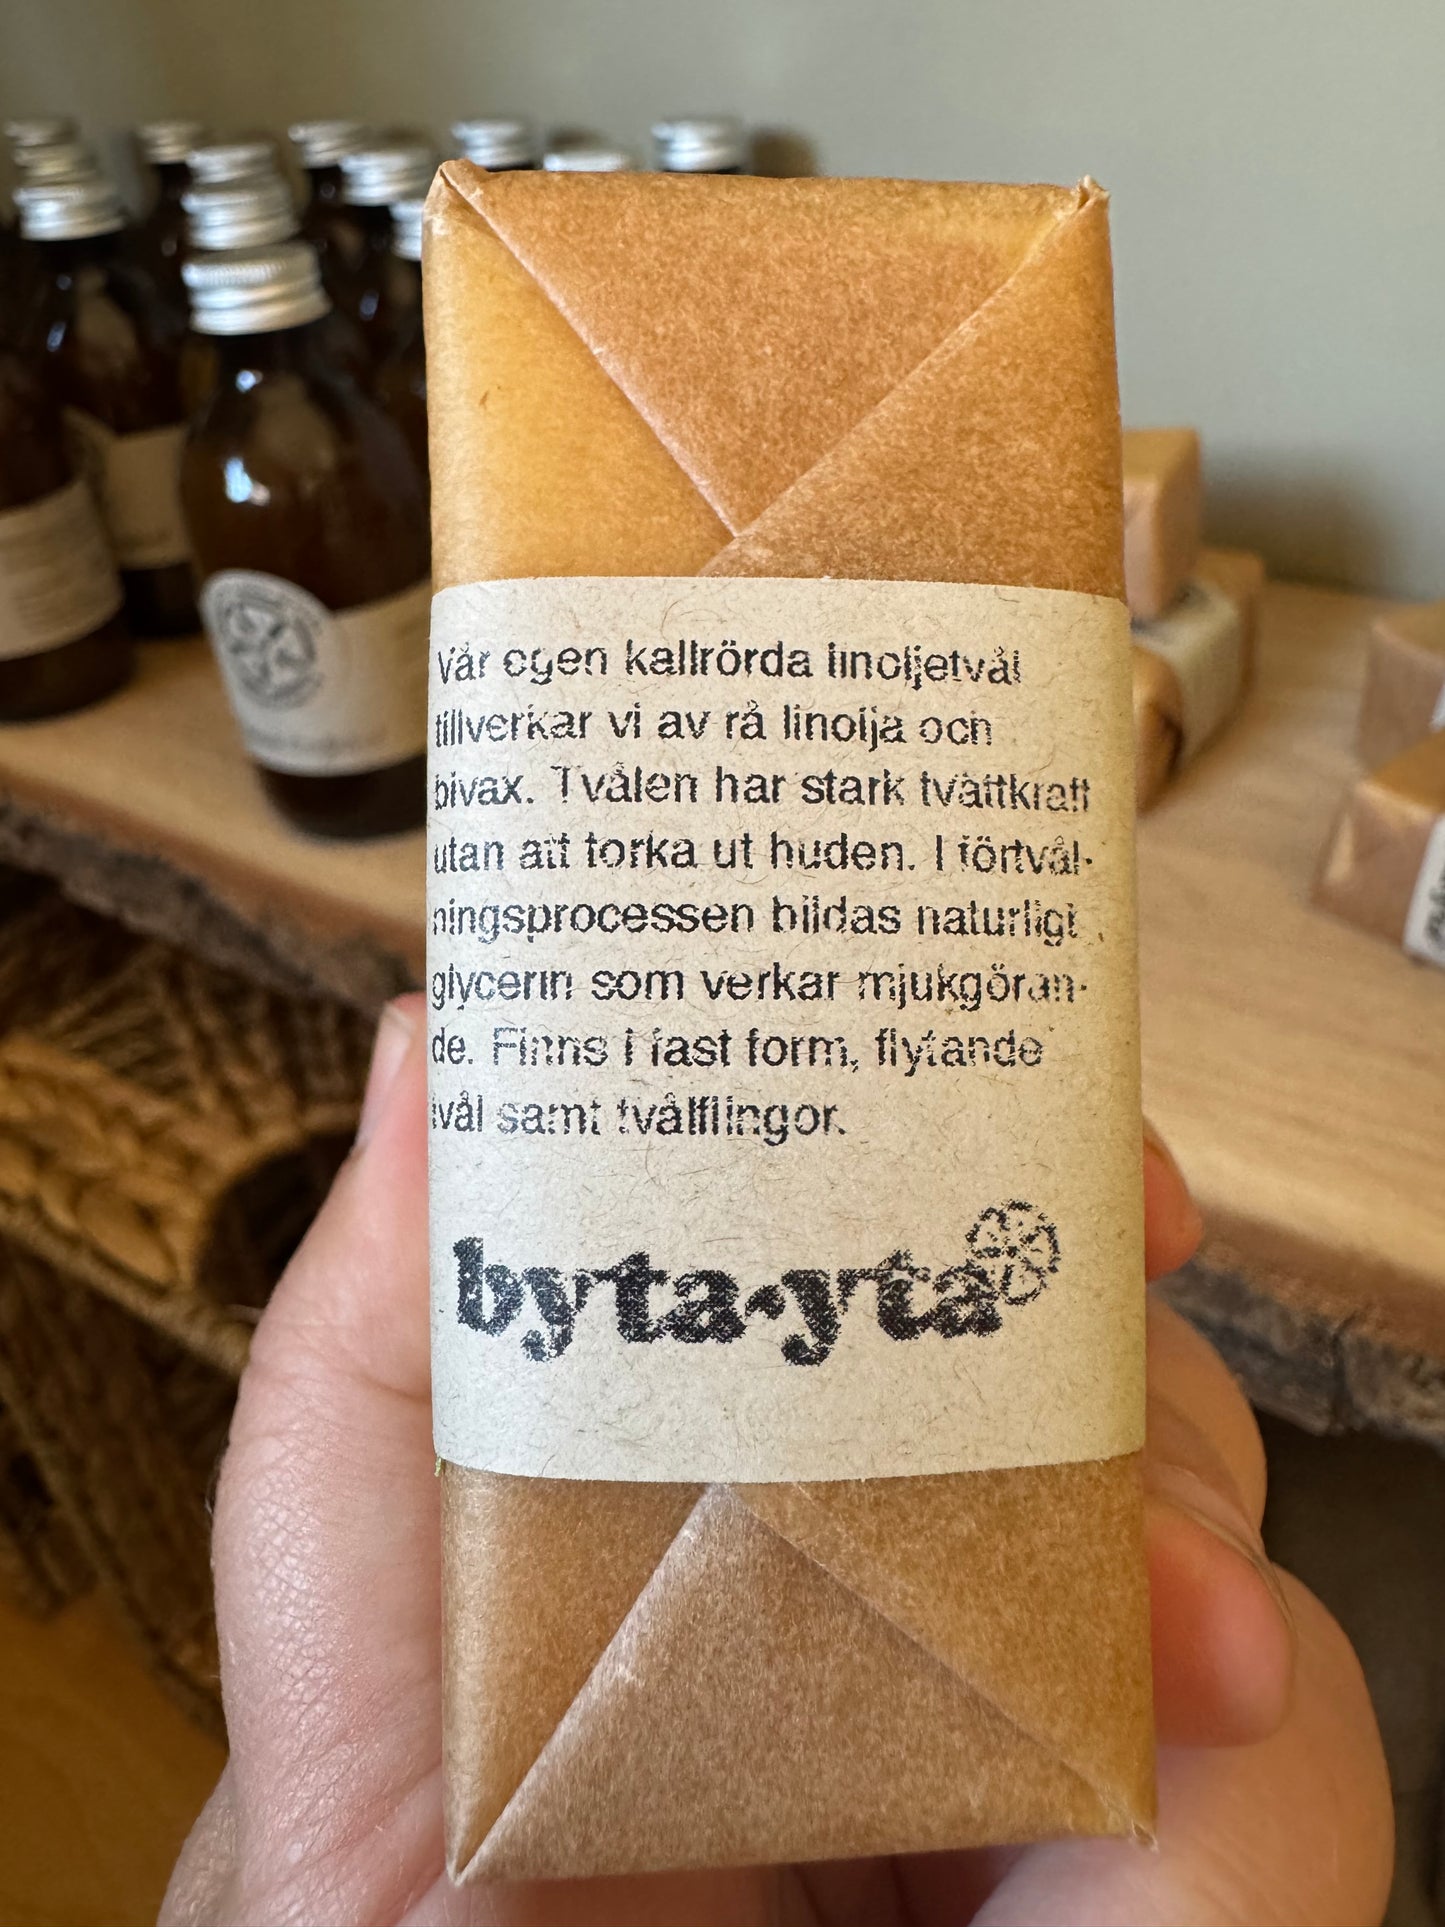 Vår egen kallrörda linoljetvål
tillverkar vi av rå linolja och
bivax. Tvålen har stark tvättkraft
utan att torka ut huden. I förtvål-
ningsprocessen bildas naturligt
glycerin som verkar mjukgöran-
de. Finns i fast form, flytande
tvål samt tvålflingor.
byta·yta